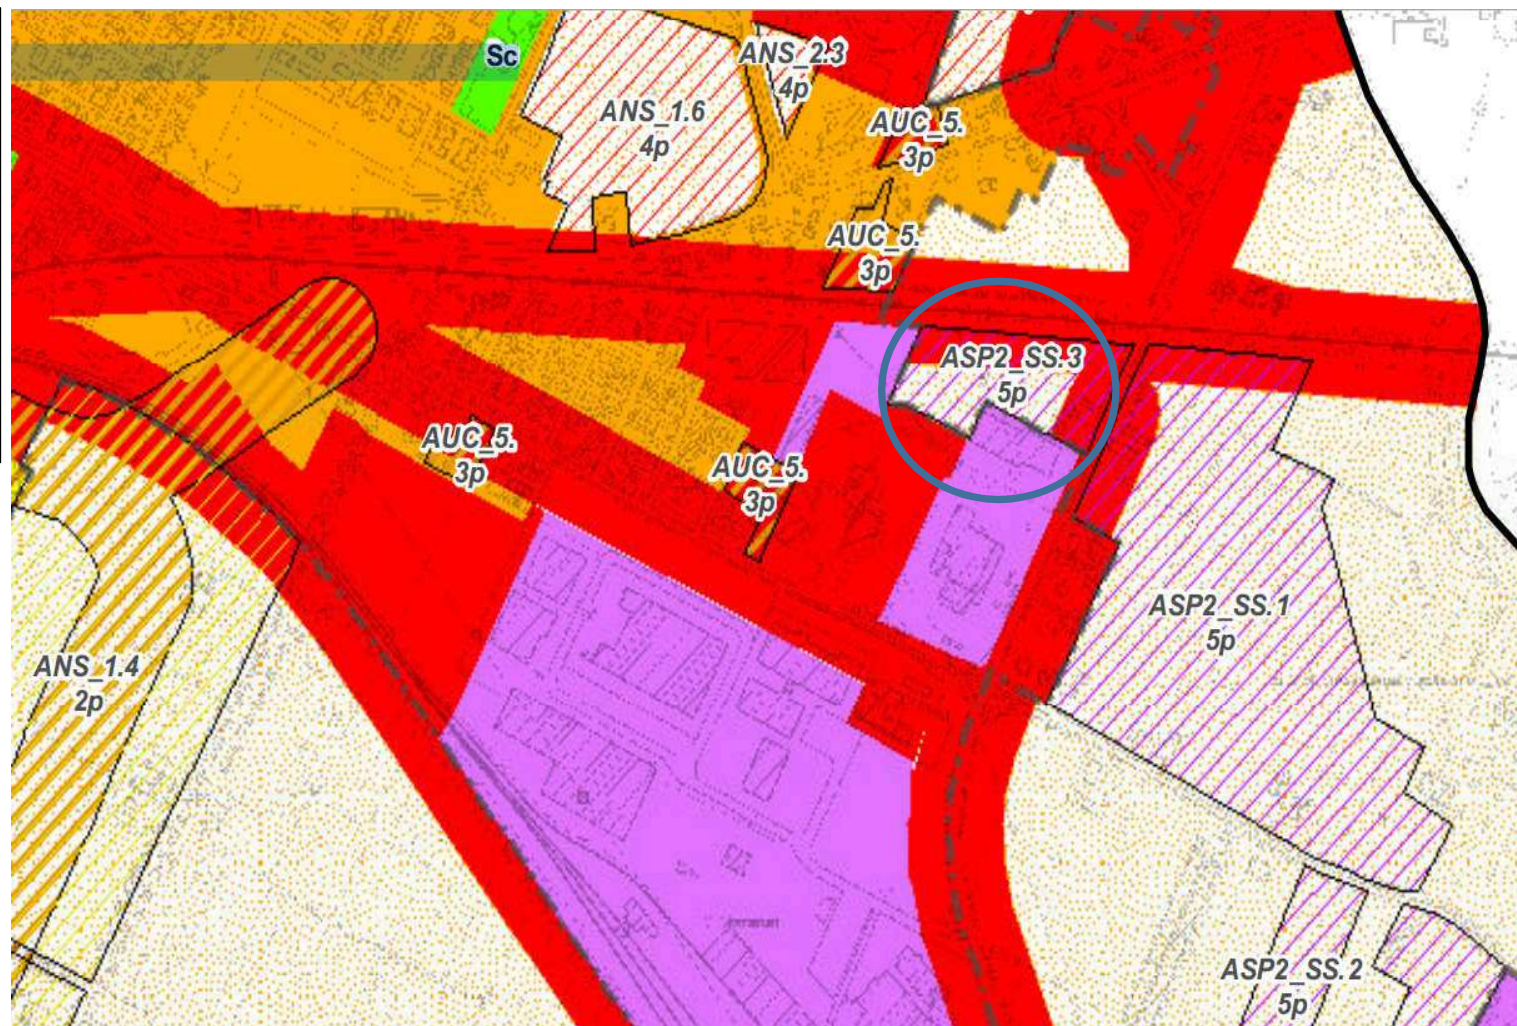 Sc
ANS_2.3
4p
ANS_1.6
4p
AUC_5.
3p
AUC_5.
3p
ASP2_SS.3
5p
AUC_5.
3p
AUC_5.
3p
ASP2_SS.1
5p
ANS_1.4
2p
ASP2_SS.2
5p